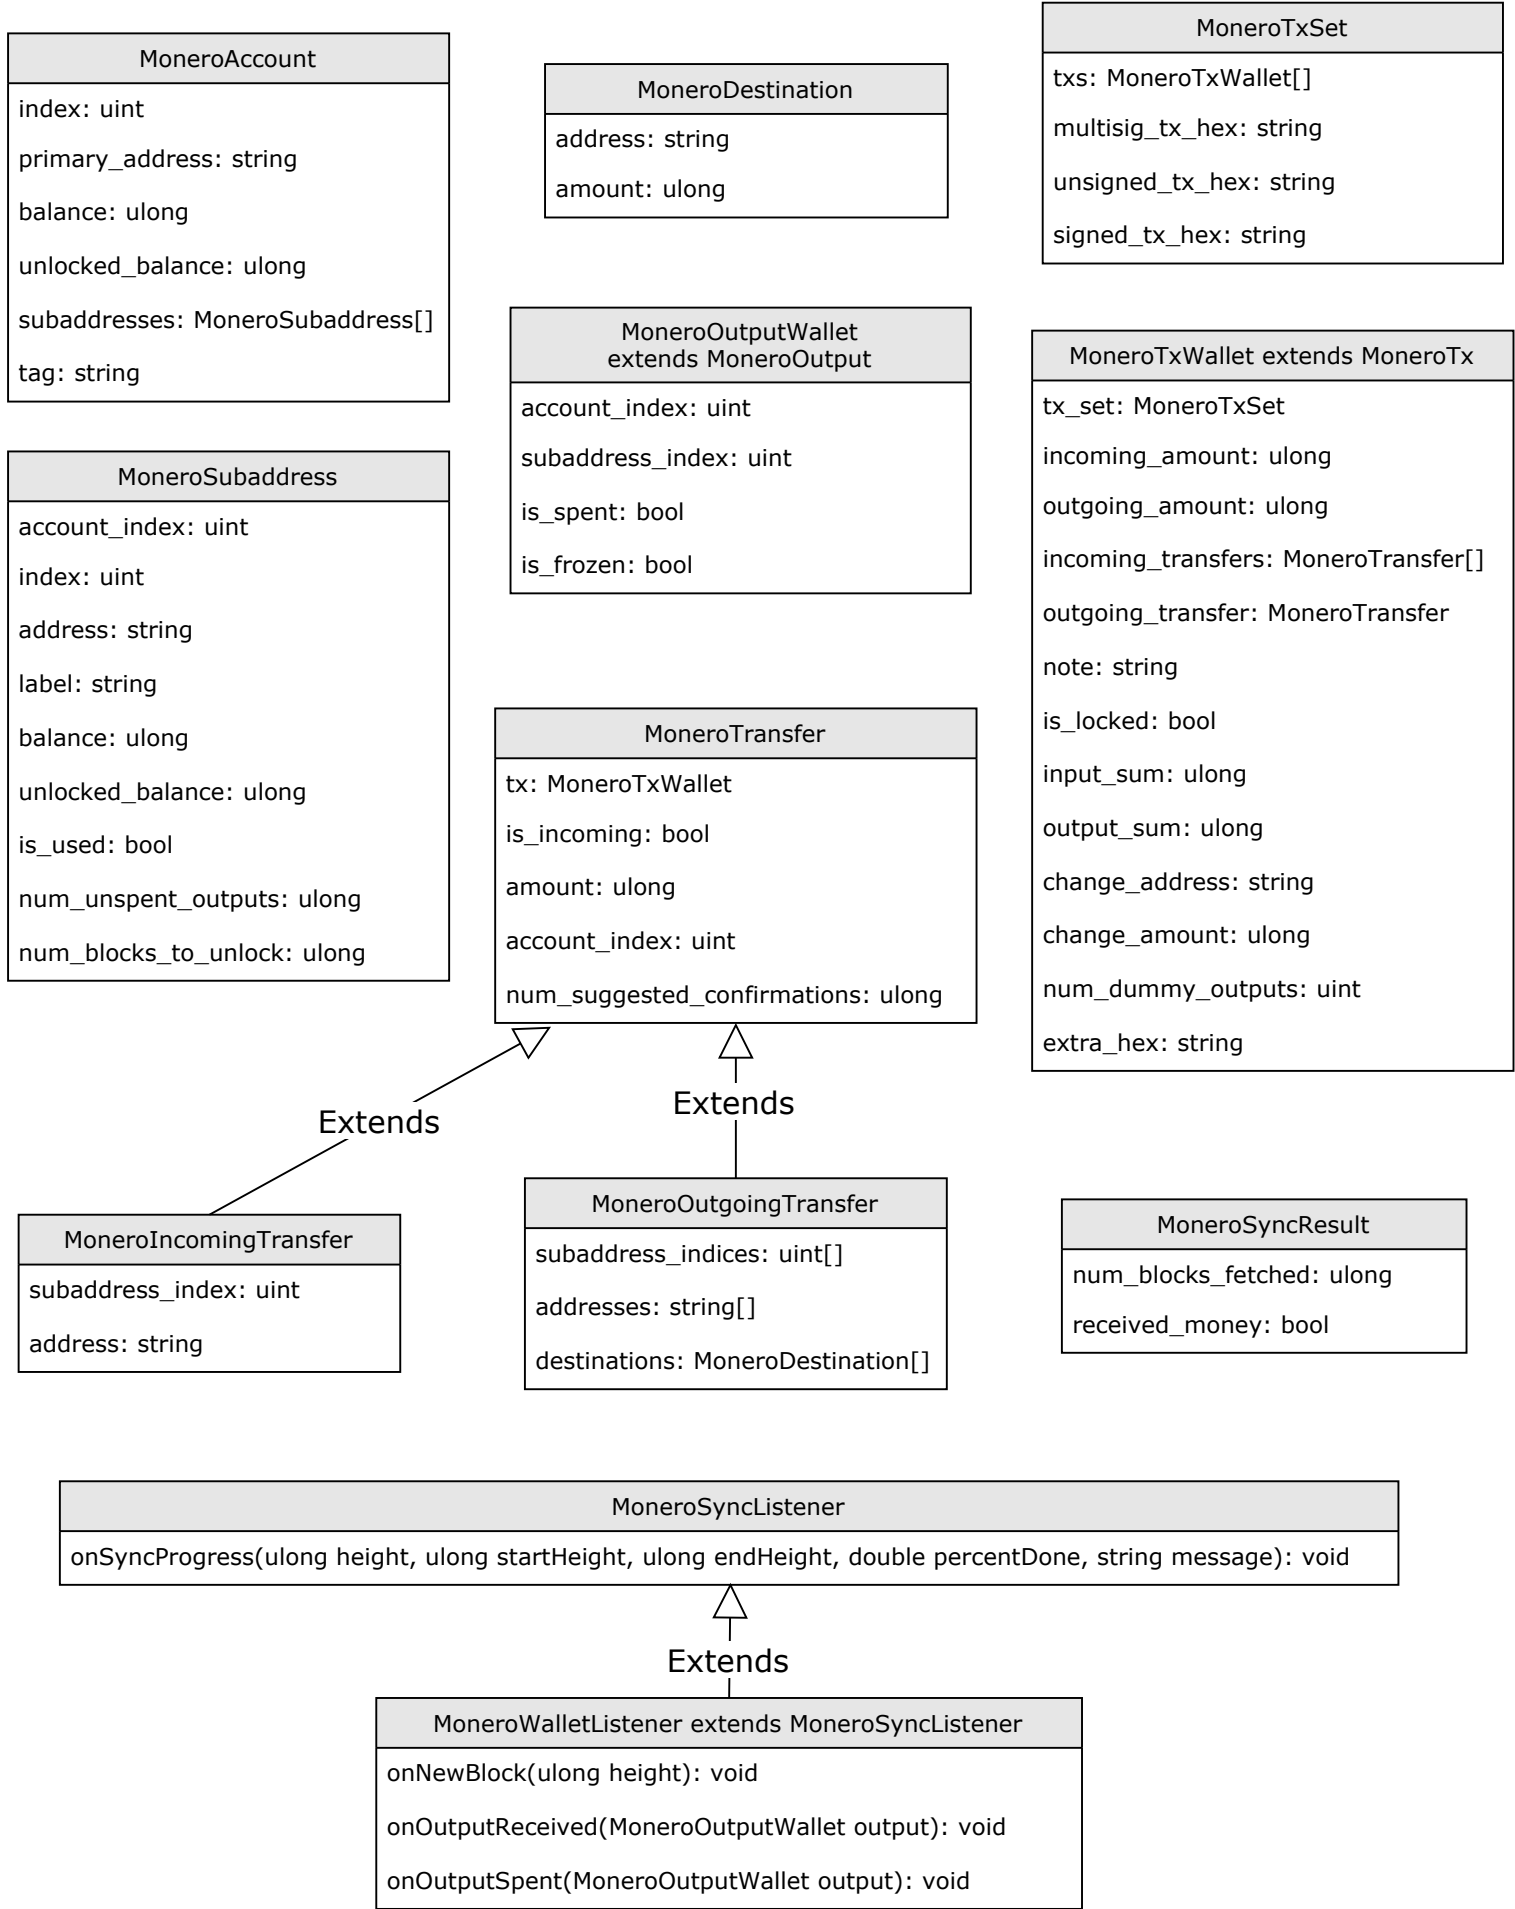 MoneroAccount
index: uint
primary_address: string
balance: ulong
unlocked_balance: ulong
subaddresses: MoneroSubaddress[]
tag: string
MoneroDestination
address: string
amount: ulong
MoneroTxSet
txs: MoneroTxWallet[]
multisig_tx_hex: string
unsigned_tx_hex: string
signed_tx_hex: string
MoneroSubaddress
account_index: uint
index: uint
address: string
label: string
balance: ulong
unlocked_balance: ulong
is_used: bool
num_unspent_outputs: ulong
num_blocks_to_unlock: ulong
MoneroOutputWallet
extends MoneroOutput
account_index: uint
subaddress_index: uint
is_spent: bool
is_frozen: bool
MoneroTxWallet extends MoneroTx
tx_set: MoneroTxSet
incoming_amount: ulong
outgoing_amount: ulong
incoming_transfers: MoneroTransfer[]
outgoing_transfer: MoneroTransfer
note: string
is_locked: bool
input_sum: ulong
output_sum: ulong
change_address: string
change_amount: ulong
num_dummy_outputs: uint
extra_hex: string
MoneroTransfer
tx: MoneroTxWallet
is_incoming: bool
amount: ulong
account_index: uint
num_suggested_confirmations: ulong
Extends
Extends
MoneroIncomingTransfer
subaddress_index: uint
address: string
MoneroOutgoingTransfer
subaddress_indices: uint[]
addresses: string[]
destinations: MoneroDestination[]
MoneroSyncResult
num_blocks_fetched: ulong
received_money: bool
MoneroSyncListener
onSyncProgress(ulong height, ulong startHeight, ulong endHeight, double percentDone, string message): void
Extends
MoneroWalletListener extends MoneroSyncListener
onNewBlock(ulong height): void
onOutputReceived(MoneroOutputWallet output): void
onOutputSpent(MoneroOutputWallet output): void